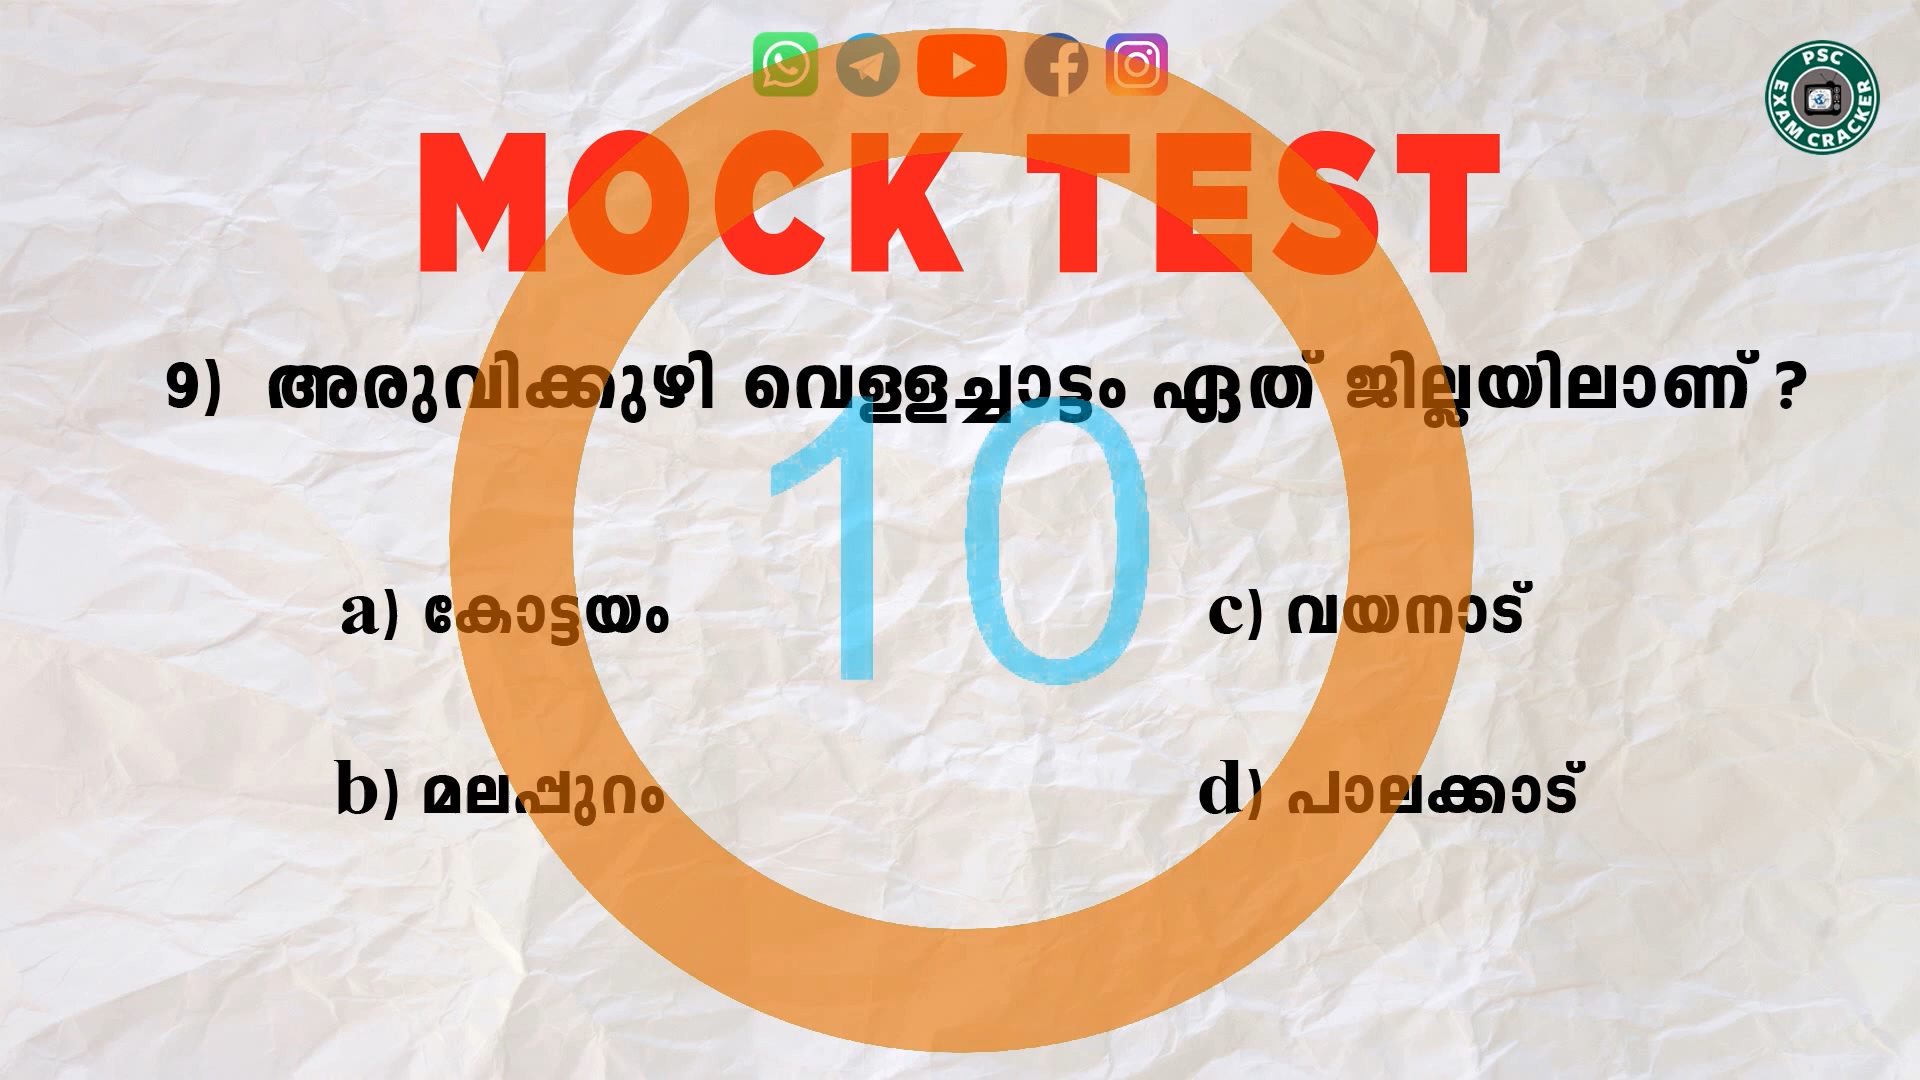 PSC EXAM CRACKER
MOCK TEST
9) അരുവിക്കുഴി വെള്ളച്ചാട്ടം ഏത് ജില്ലയിലാണ് ?
10
a) കോട്ടയം
c) വയനാട്
b) മലപ്പുറം
d) പാലക്കാട്